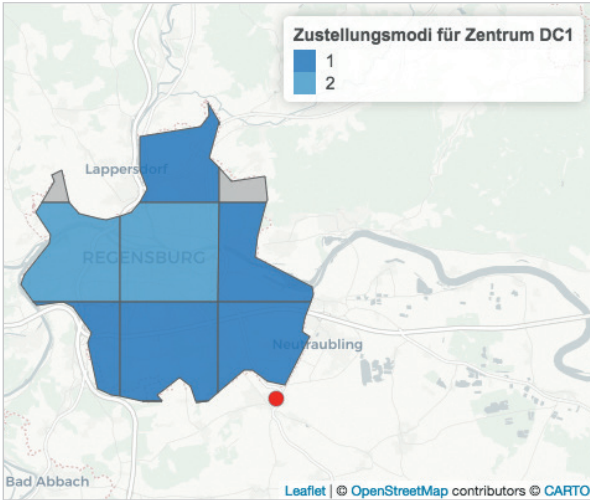 Zustellungsmodi für Zentrum DC1
1
2
Lappersdorf
REGENSBURG
Neutraubling
Bad Abbach
Leaflet | © OpenStreetMap contributors © CARTO